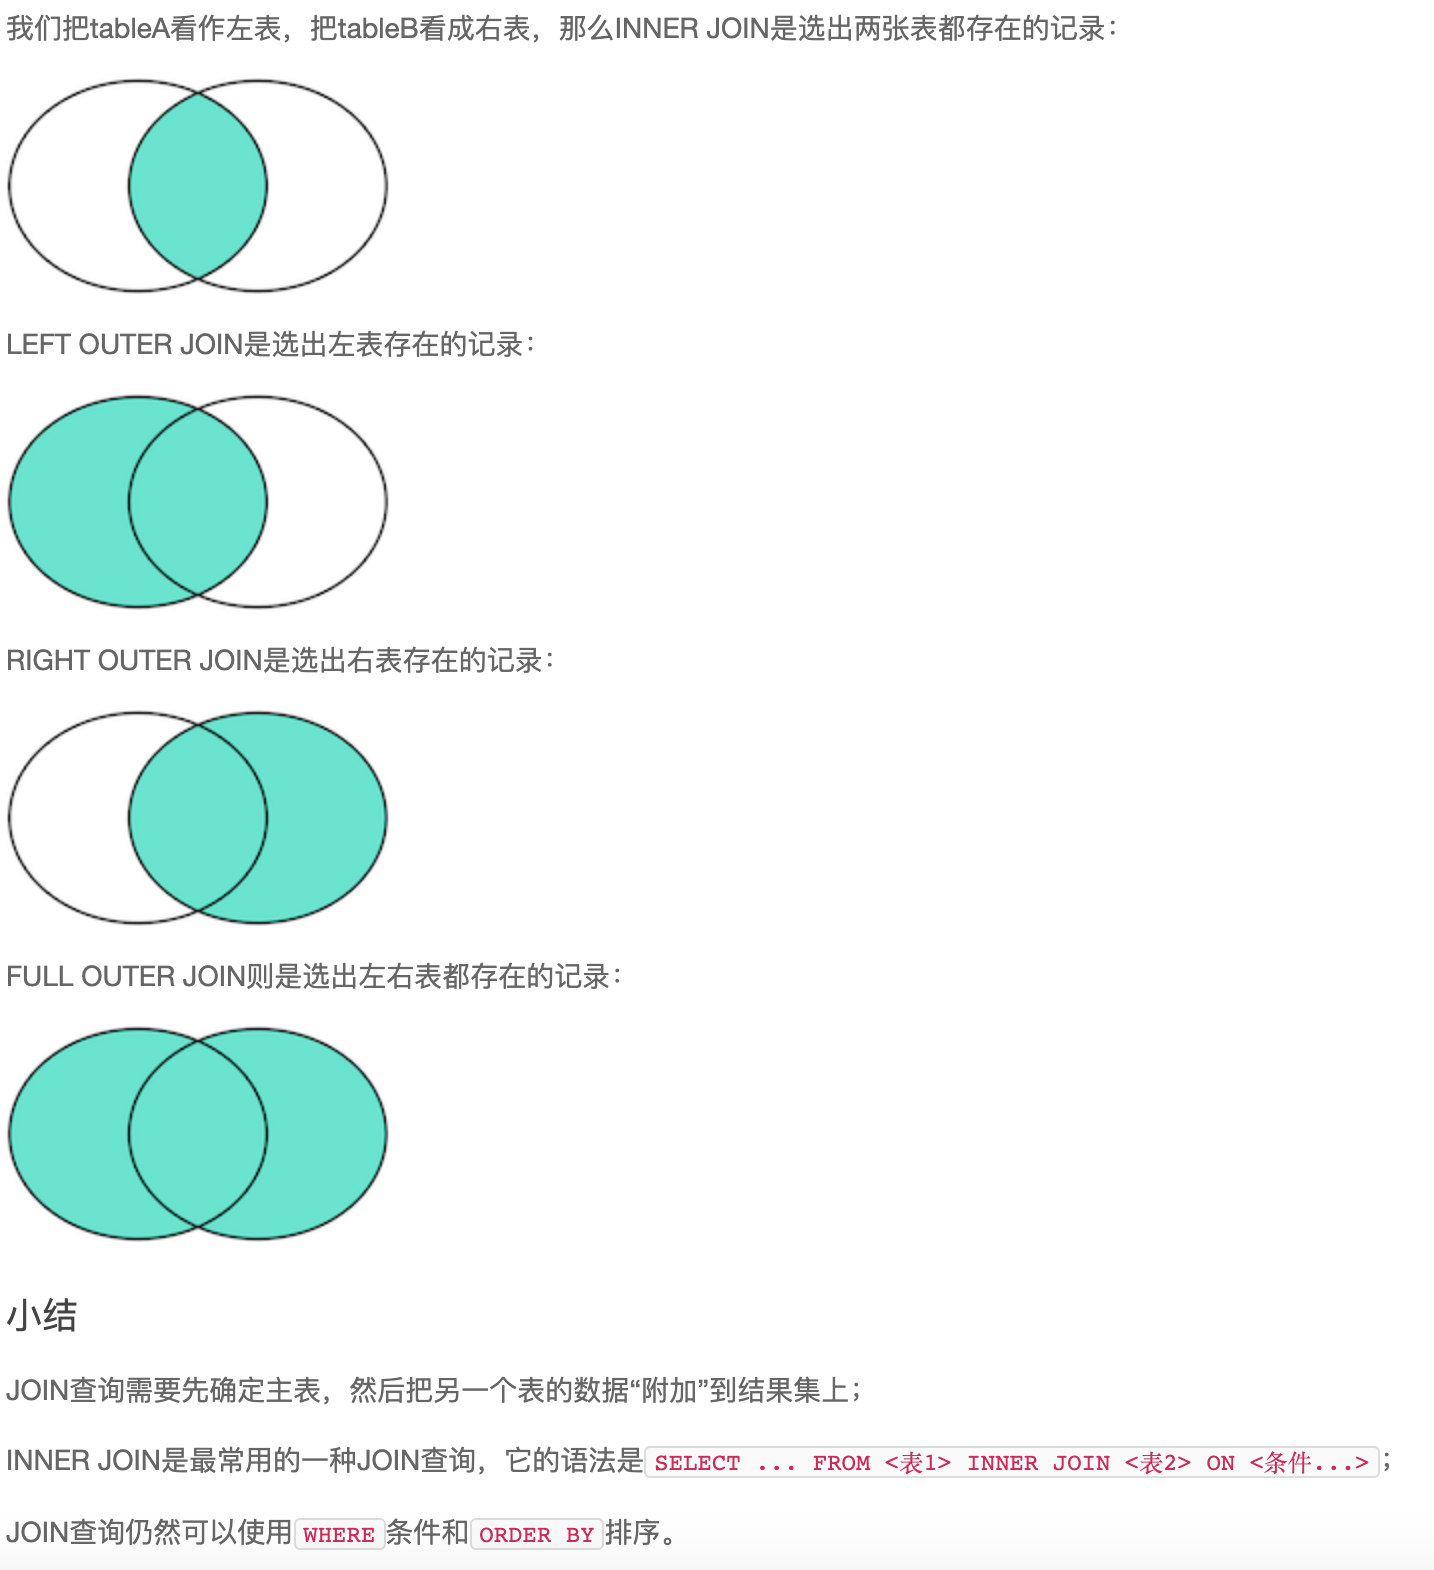 我们把tableA看作左表，把tableB看成右表，那么INNER JOIN是选出两张表都存在的记录：
LEFT OUTER JOIN是选出左表存在的记录：
RIGHT OUTER JOIN是选出右表存在的记录：
FULL OUTER JOIN则是选出左右表都存在的记录：
小结
JOIN查询需要先确定主表，然后把另一个表的数据“附加”到结果集上；
INNER JOIN是最常用的一种JOIN查询，它的语法是SELECT ... FROM <表1> INNER JOIN <表2> ON <条件...>；
JOIN查询仍然可以使用WHERE条件和ORDER BY排序。